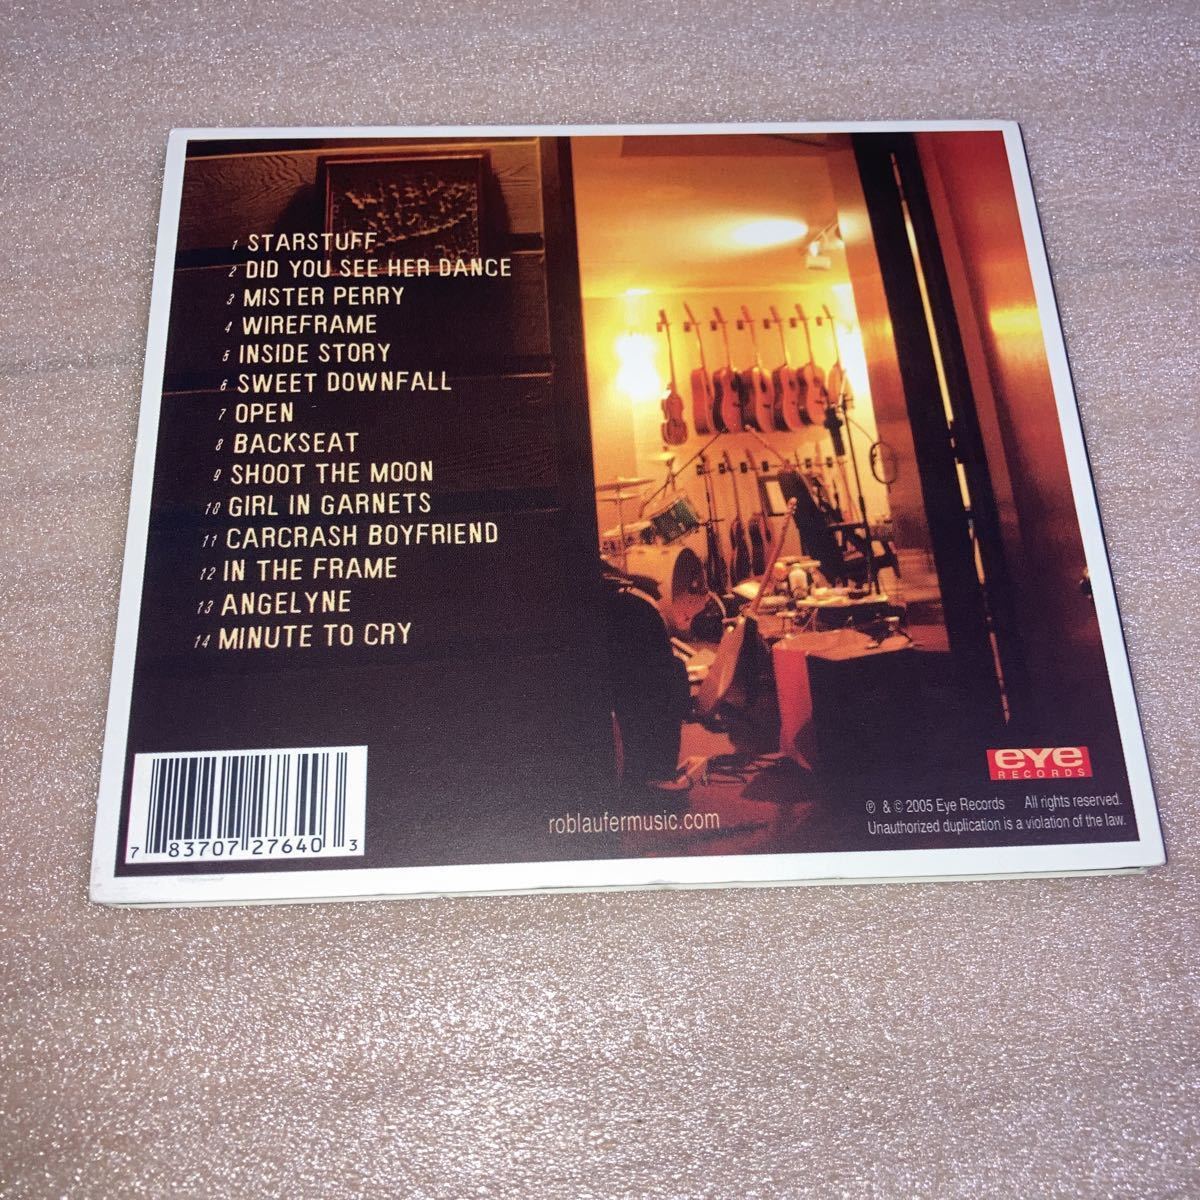 1 STARSTUFF
2 DID YOU SEE HER DANCE
3 MISTER PERRY
4 WIREFRAME
5 INSIDE STORY
6 SWEET DOWNFALL
7 OPEN
8 BACKSEAT
9 SHOOT THE MOON
10 GIRL IN GARNETS
11 CARCRASH BOYFRIEND
12 IN THE FRAME
13 ANGELYNE
14 MINUTE TO CRY
7 83707 27640 3
roblaufermusic.com
eye
RECORDS
℗ & © 2005 Eye Records All rights reserved.
Unauthorized duplication is a violation of the law.